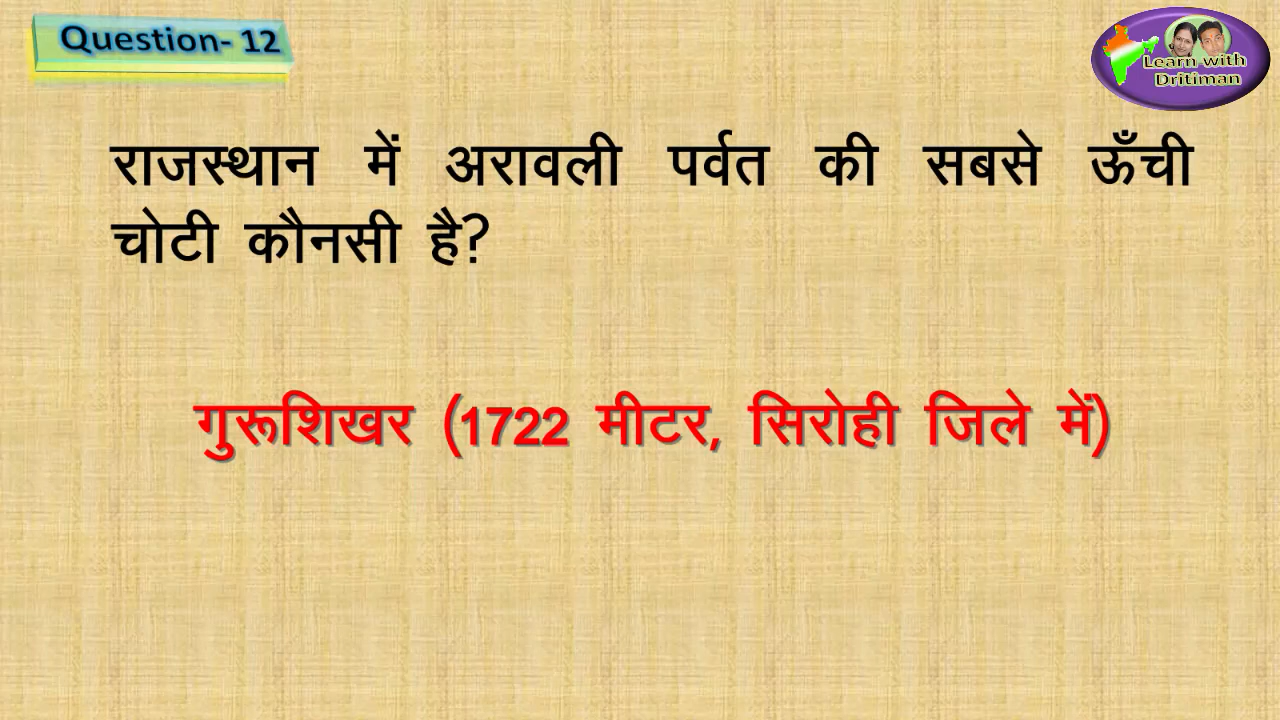 Question- 12
Learn with
Dritiman
राजस्थान में अरावली पर्वत की सबसे ऊँची
चोटी कौनसी है?
गुरूशिखर (1722 मीटर, सिरोही जिले में)